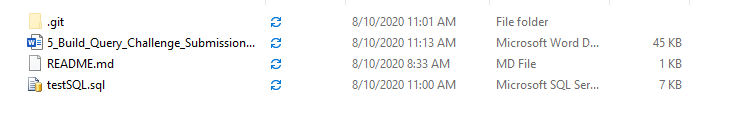 .git 8/10/2020 11:01 AM File folder
5_Build_Query_Challenge_Submission... 8/10/2020 11:13 AM Microsoft Word D... 45 KB
README.md 8/10/2020 8:33 AM MD File 1 KB
testSQL.sql 8/10/2020 11:00 AM Microsoft SQL Ser... 7 KB